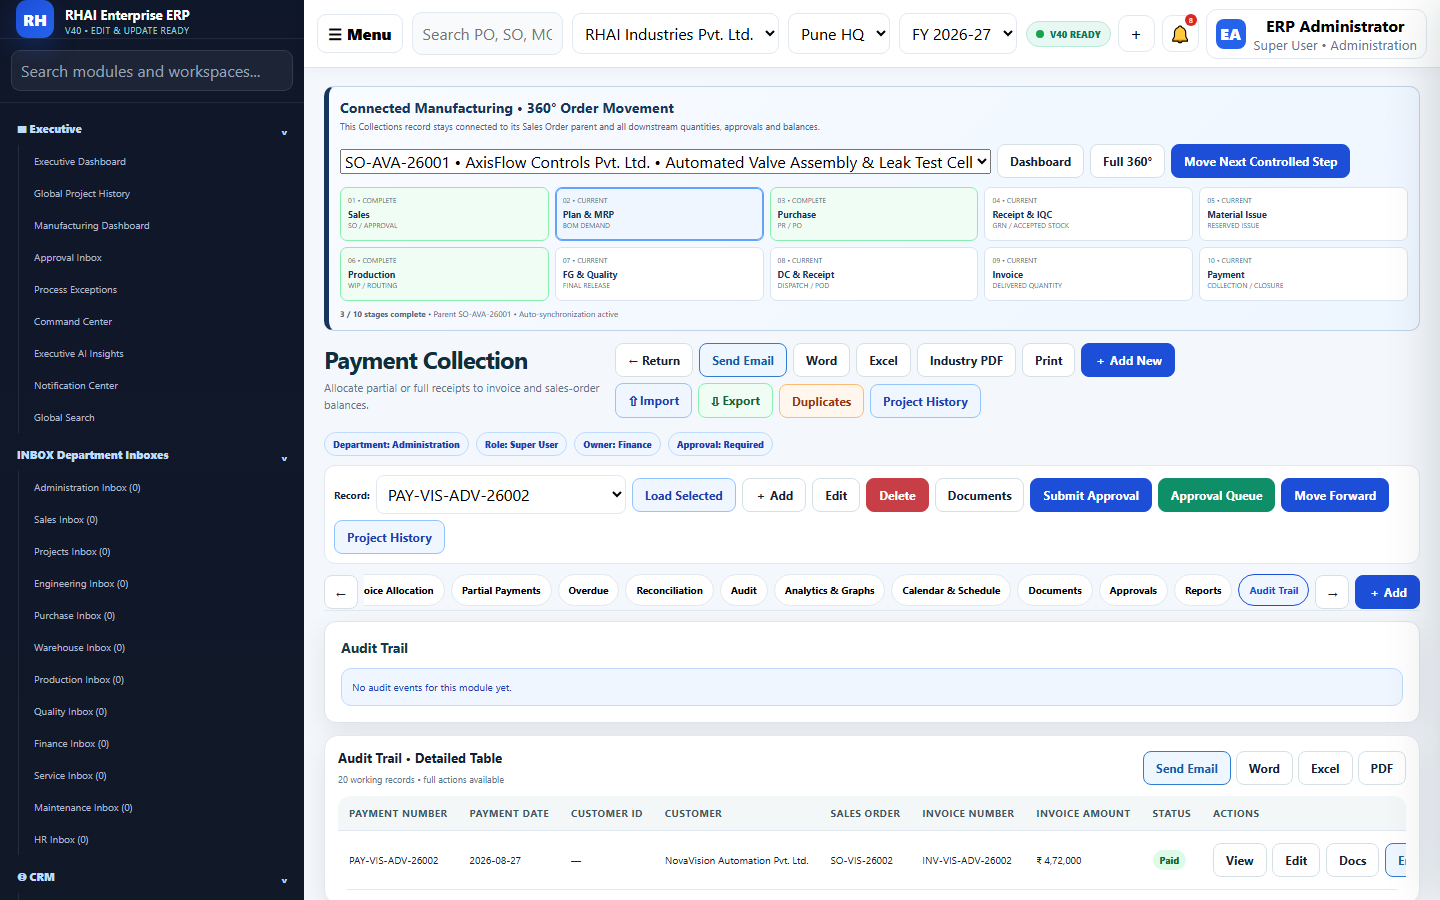 RH
RHAI Enterprise ERP
V40 • EDIT & UPDATE READY
Search modules and workspaces...
Executive
Executive Dashboard
Global Project History
Manufacturing Dashboard
Approval Inbox
Process Exceptions
Command Center
Executive AI Insights
Notification Center
Global Search
INBOX Department Inboxes
Administration Inbox (0)
Sales Inbox (0)
Projects Inbox (0)
Engineering Inbox (0)
Purchase Inbox (0)
Warehouse Inbox (0)
Production Inbox (0)
Quality Inbox (0)
Finance Inbox (0)
Service Inbox (0)
Maintenance Inbox (0)
HR Inbox (0)
CRM
☰ Menu
Search PO, SO, MO
RHAI Industries Pvt. Ltd.
Pune HQ
FY 2026-27
V40 READY
+
8
EA
ERP Administrator
Super User • Administration
Connected Manufacturing • 360° Order Movement
This Collections record stays connected to its Sales Order parent and all downstream quantities, approvals and balances.
SO-AVA-26001 • AxisFlow Controls Pvt. Ltd. • Automated Valve Assembly & Leak Test Cell
Dashboard
Full 360°
Move Next Controlled Step
01 • COMPLETE
Sales
SO / APPROVAL
02 • CURRENT
Plan & MRP
BOM DEMAND
03 • COMPLETE
Purchase
PR / PO
04 • CURRENT
Receipt & IQC
GRN / ACCEPTED STOCK
05 • CURRENT
Material Issue
RESERVED ISSUE
06 • COMPLETE
Production
WIP / ROUTING
07 • CURRENT
FG & Quality
FINAL RELEASE
08 • CURRENT
DC & Receipt
DISPATCH / POD
09 • CURRENT
Invoice
DELIVERED QUANTITY
10 • CURRENT
Payment
COLLECTION / CLOSURE
3 / 10 stages complete • Parent SO-AVA-26001 • Auto-synchronization active
Payment Collection
Allocate partial or full receipts to invoice and sales-order
balances.
← Return
Send Email
Word
Excel
Industry PDF
Print
+ Add New
⇧ Import
⇩ Export
Duplicates
Project History
Department: Administration
Role: Super User
Owner: Finance
Approval: Required
Record:
PAY-VIS-ADV-26002
Load Selected
+ Add
Edit
Delete
Documents
Submit Approval
Approval Queue
Move Forward
Project History
←
oice Allocation
Partial Payments
Overdue
Reconciliation
Audit
Analytics & Graphs
Calendar & Schedule
Documents
Approvals
Reports
Audit Trail
→
+ Add
Audit Trail
No audit events for this module yet.
Audit Trail • Detailed Table
20 working records • full actions available
Send Email
Word
Excel
PDF
PAYMENT NUMBER PAYMENT DATE CUSTOMER ID CUSTOMER SALES ORDER INVOICE NUMBER INVOICE AMOUNT STATUS ACTIONS
PAY-VIS-ADV-26002 2026-08-27 — NovaVision Automation Pvt. Ltd. SO-VIS-26002 INV-VIS-ADV-26002 ₹ 4,72,000 Paid View Edit Docs